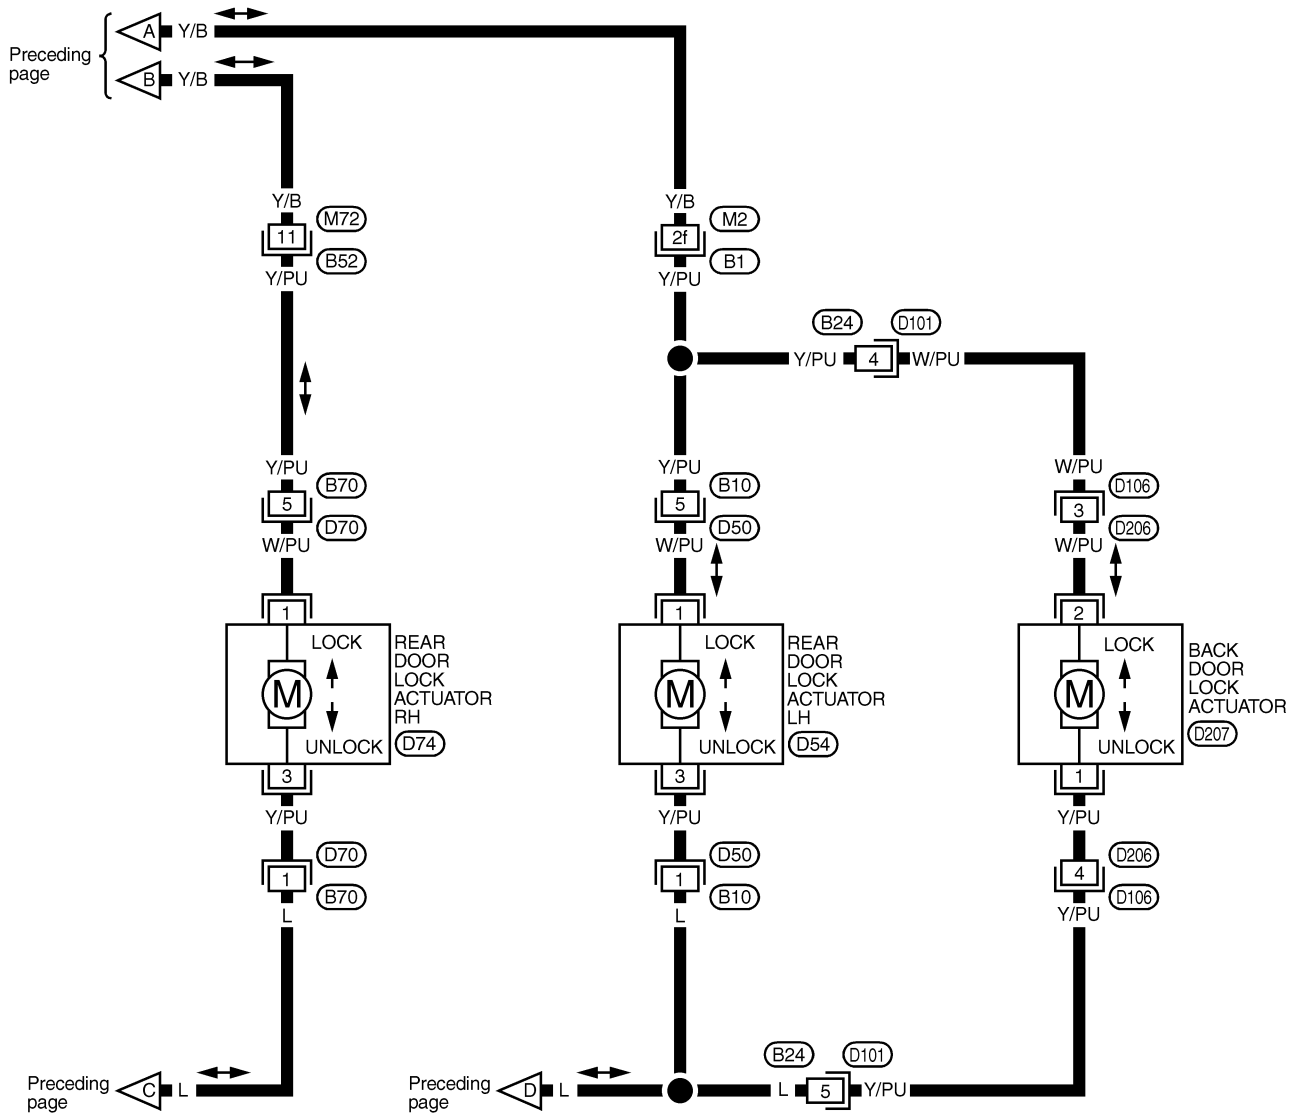 Preceding
page
A Y/B
B Y/B
Y/B
11
M72
B52
Y/PU
Y/B
2f
M2
B1
Y/PU
B24 D101
Y/PU 4 W/PU
Y/PU
5
B70
D70
W/PU
Y/PU
5
B10
D50
W/PU
W/PU
3
D106
D206
W/PU
1
LOCK
M
UNLOCK
3
REAR
DOOR
LOCK
ACTUATOR
RH
D74
1
LOCK
M
UNLOCK
3
REAR
DOOR
LOCK
ACTUATOR
LH
D54
2
LOCK
M
UNLOCK
1
BACK
DOOR
LOCK
ACTUATOR
D207
Y/PU
1
D70
B70
L
Y/PU
1
D50
B10
L
Y/PU
4
D206
D106
Y/PU
Preceding
page
C L
Preceding
page
D L
B24 D101
L 5 Y/PU